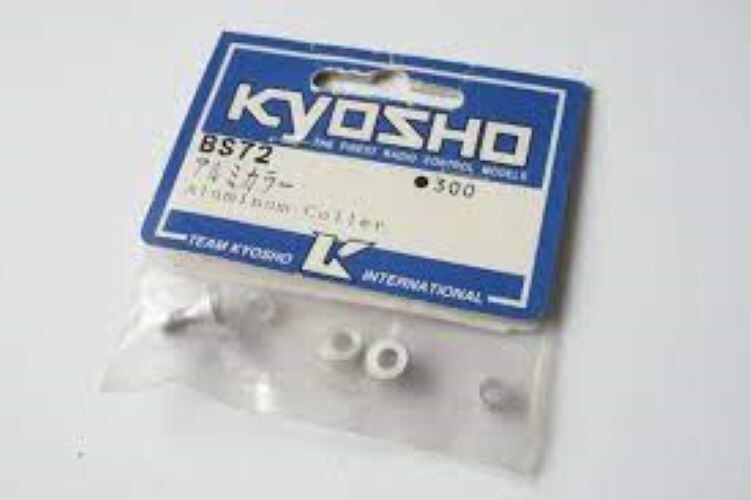 KYOSHO
THE FINEST RADIO CONTROL MODELS
BS72
アルミカラー ●300
Aluminum Coller
TEAM KYOSHO K INTERNATIONAL